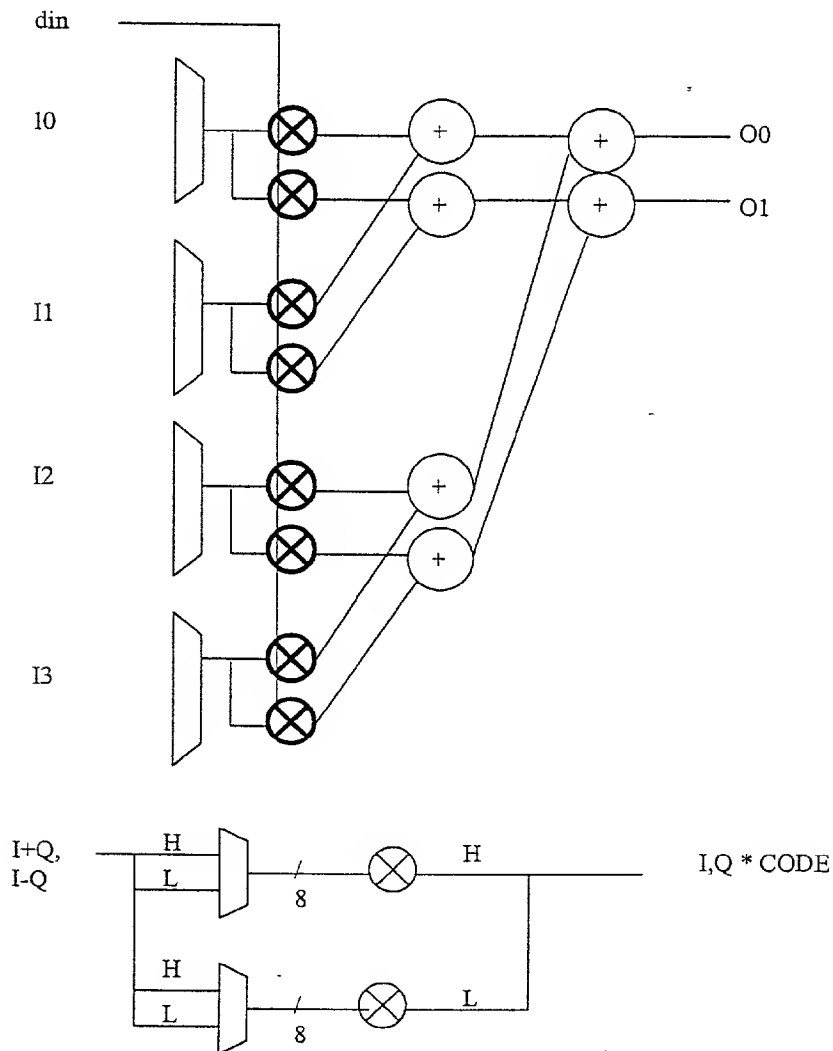 din
I0
+
+
O0
+
+
O1
I1
I2
+
+
I3
I+Q,
I-Q
H
L
8
H
I,Q * CODE
H
L
8
L